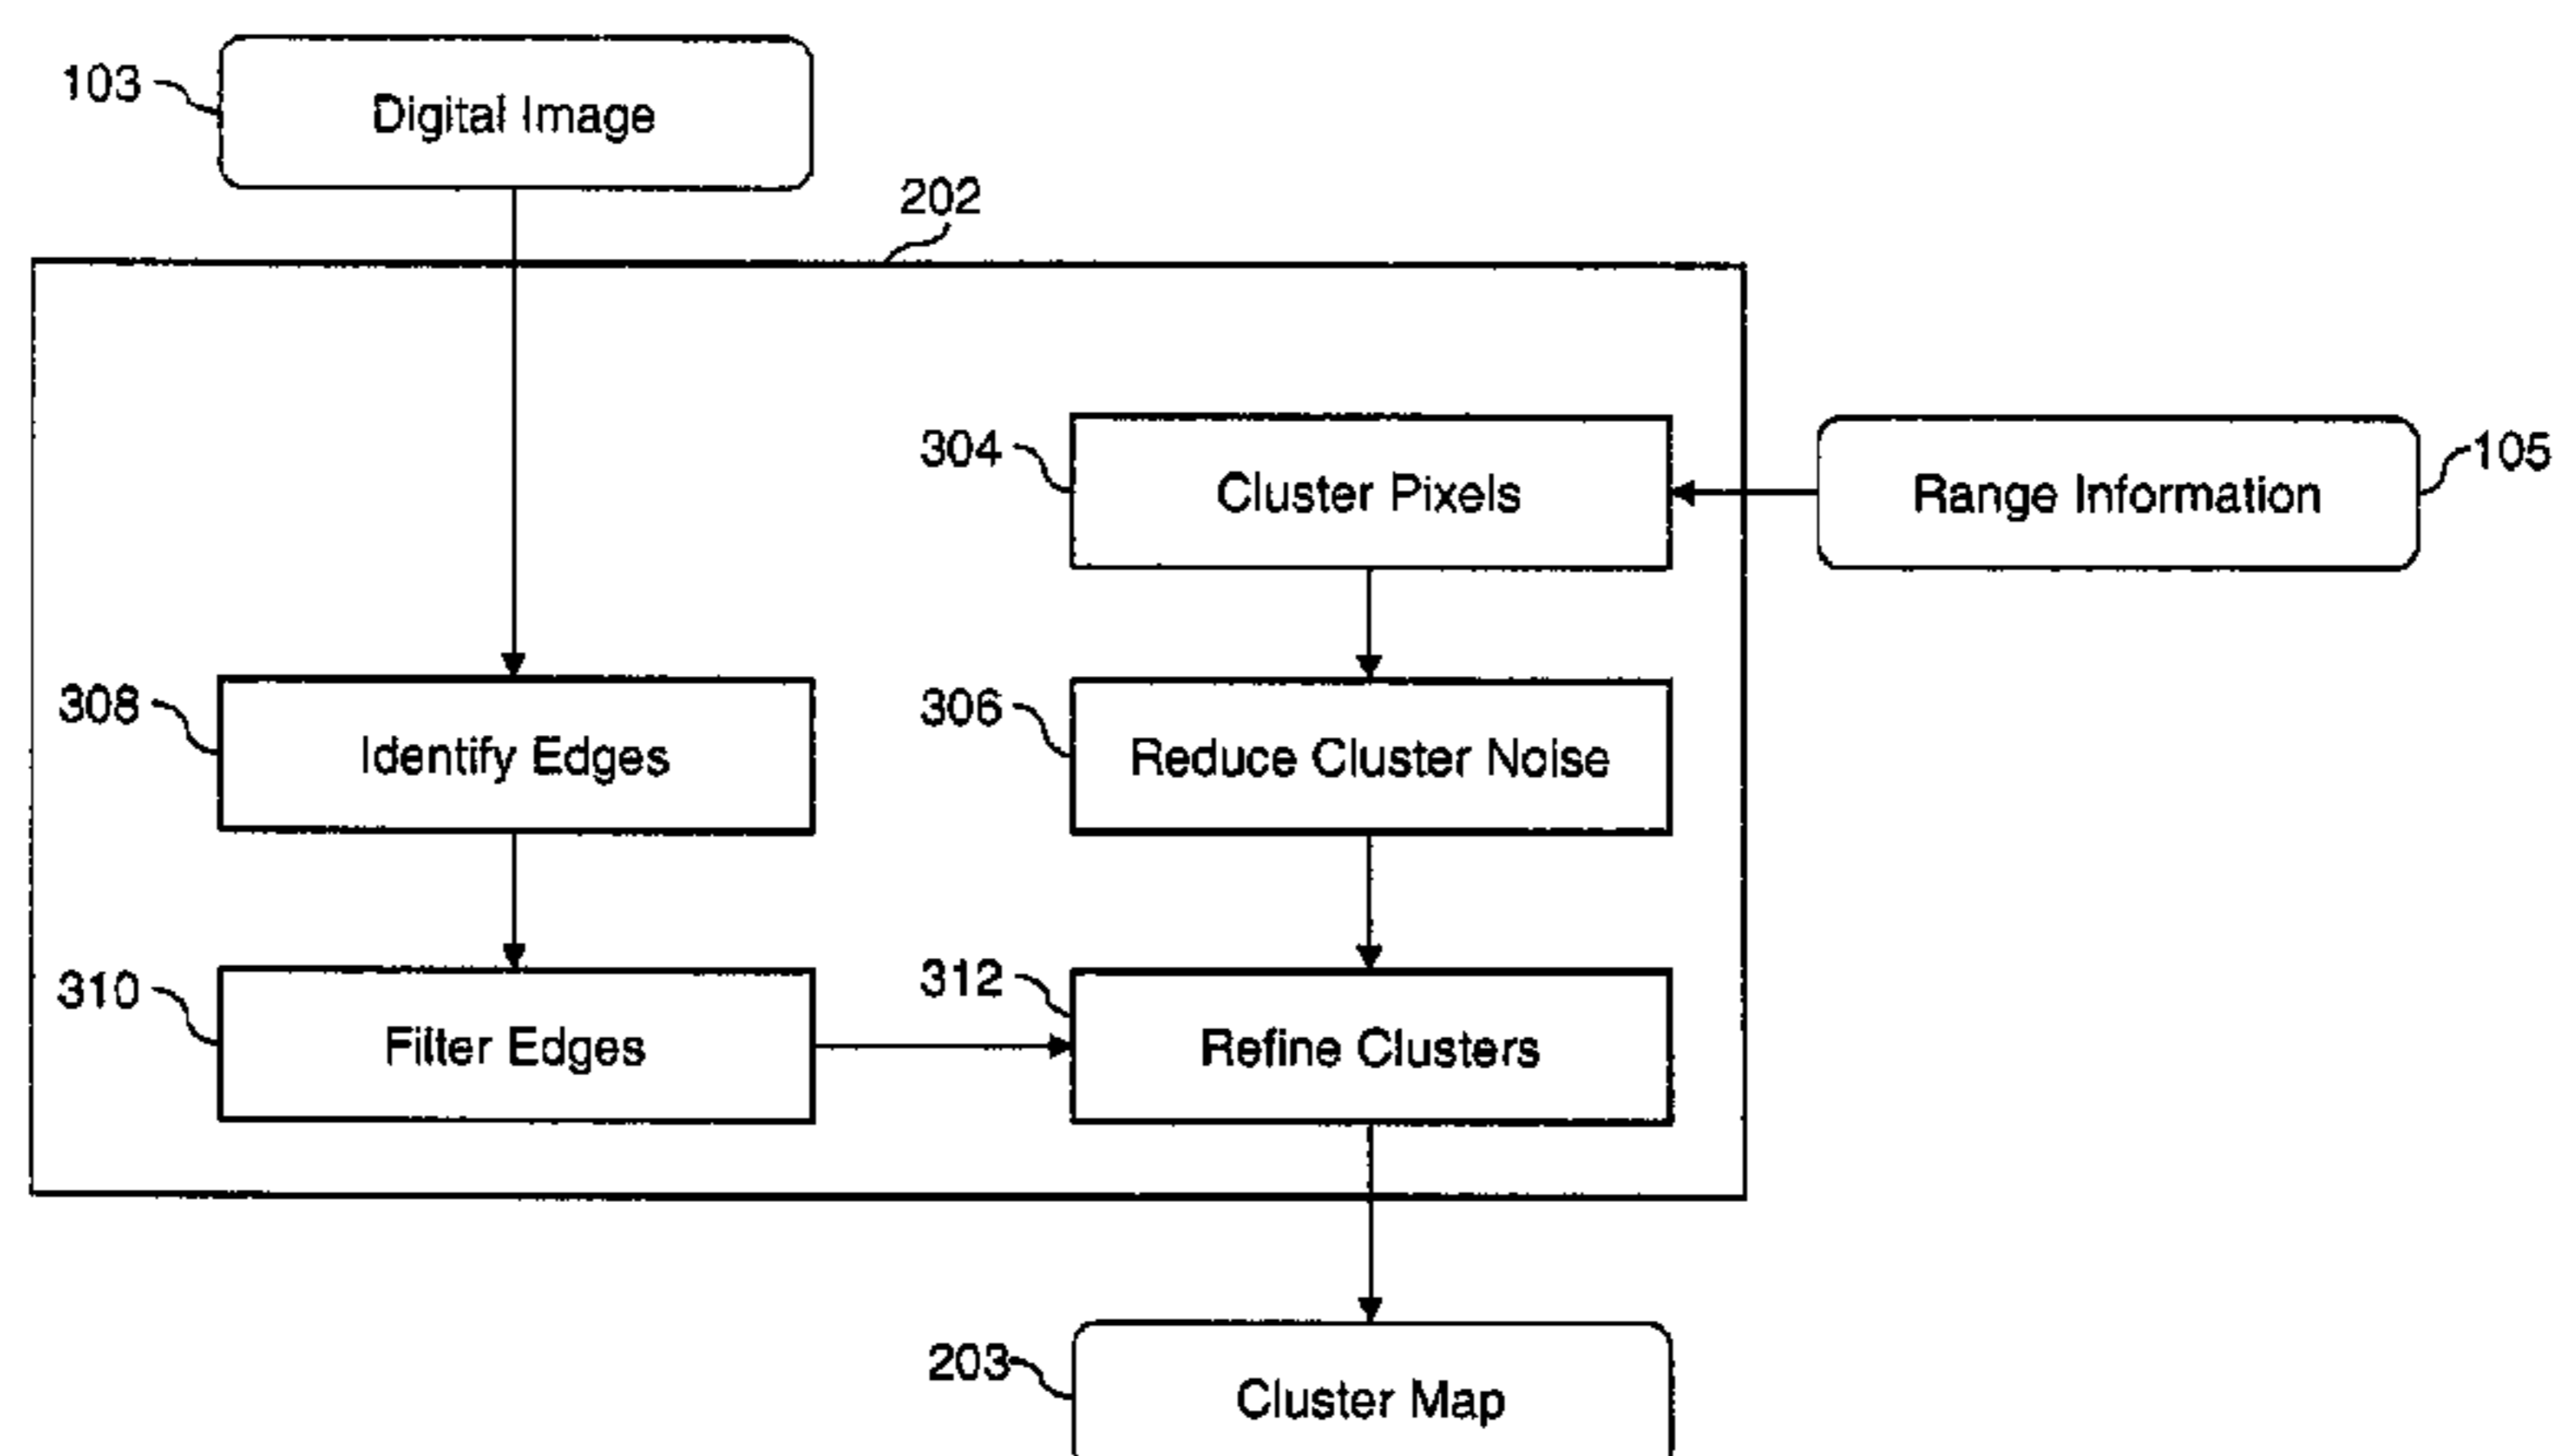 103
Digital Image
202
304
Cluster Pixels
Range Information
105
308
Identify Edges
306
Reduce Cluster Noise
310
Filter Edges
312
Refine Clusters
203
Cluster Map